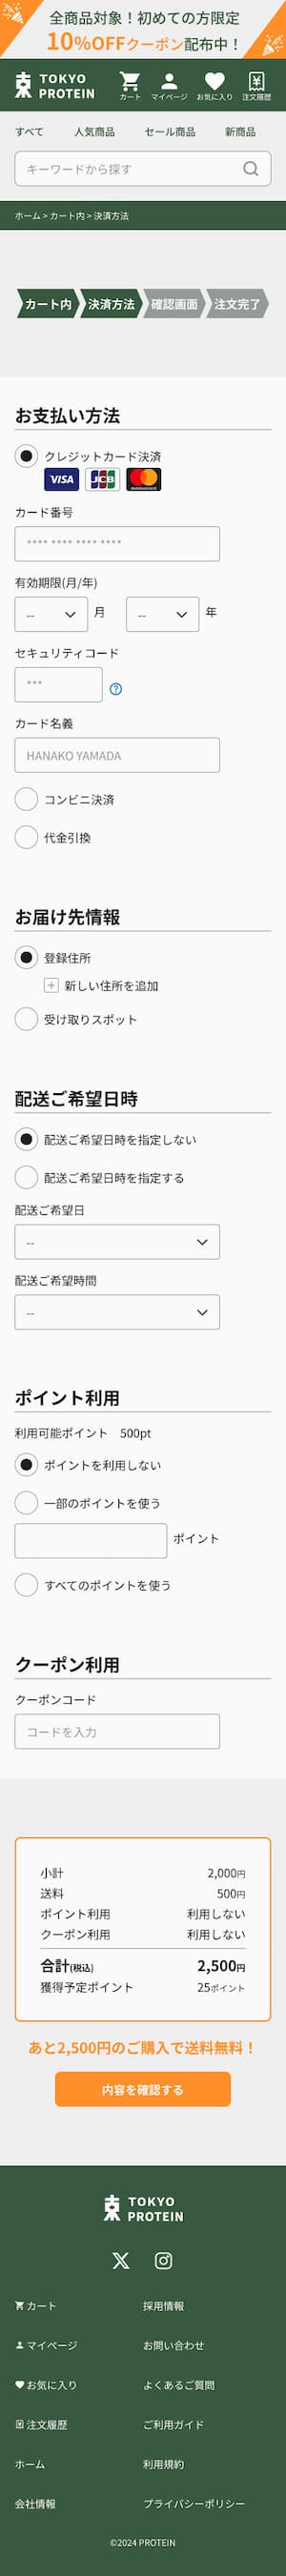 全商品対象！初めての方限定
10%OFFクーポン配布中！
TOKYO
PROTEIN
カート マイページ お気に入り 注文履歴
すべて 人気商品 セール商品 新商品
キーワードから探す
ホーム > カート内 > 決済方法
カート内 決済方法 確認画面 注文完了
お支払い方法
クレジットカード決済
VISA JCB mastercard
カード番号
**** **** **** ****
有効期限(月/年)
-- 月 -- 年
セキュリティコード
*** ?
カード名義
HANAKO YAMADA
コンビニ決済
代金引換
お届け先情報
登録住所
+ 新しい住所を追加
受け取りスポット
配送ご希望日時
配送ご希望日時を指定しない
配送ご希望日時を指定する
配送ご希望日
--
配送ご希望時間
--
ポイント利用
利用可能ポイント 500pt
ポイントを利用しない
一部のポイントを使う
ポイント
すべてのポイントを使う
クーポン利用
クーポンコード
コードを入力
小計 2,000円
送料 500円
ポイント利用 利用しない
クーポン利用 利用しない
合計(税込) 2,500円
獲得予定ポイント 25ポイント
あと2,500円のご購入で送料無料！
内容を確認する
TOKYO
PROTEIN
カート 採用情報
マイページ お問い合わせ
お気に入り よくあるご質問
注文履歴 ご利用ガイド
ホーム 利用規約
会社情報 プライバシーポリシー
©2024 PROTEIN